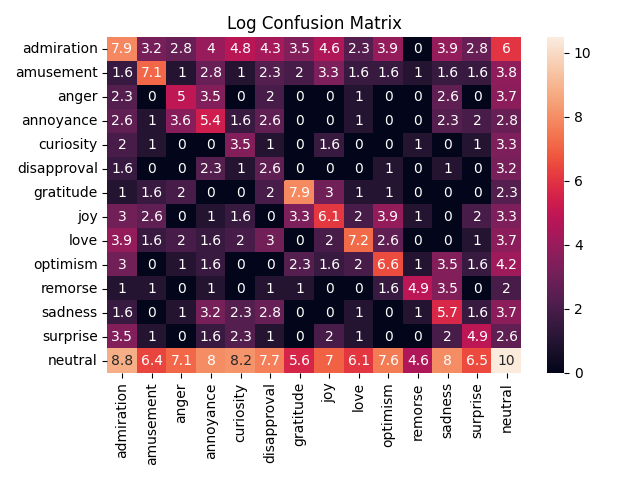 Log Confusion Matrix
admiration 7.9 3.2 2.8 4 4.8 4.3 3.5 4.6 2.3 3.9 0 3.9 2.8 6
amusement 1.6 7.1 1 2.8 1 2.3 2 3.3 1.6 1.6 1 1.6 1.6 3.8
anger 2.3 0 5 3.5 0 2 0 0 1 0 0 2.6 0 3.7
annoyance 2.6 1 3.6 5.4 1.6 2.6 0 0 1 0 0 2.3 2 2.8
curiosity 2 1 0 0 3.5 1 0 1.6 0 0 1 0 1 3.3
disapproval 1.6 0 0 2.3 1 2.6 0 0 0 1 0 1 0 3.2
gratitude 1 1.6 2 0 0 2 7.9 3 1 1 0 0 0 2.3
joy 3 2.6 0 1 1.6 0 3.3 6.1 2 3.9 1 0 2 3.3
love 3.9 1.6 2 1.6 2 3 0 2 7.2 2.6 0 0 1 3.7
optimism 3 0 1 1.6 0 0 2.3 1.6 2 6.6 1 3.5 1.6 4.2
remorse 1 1 0 1 0 1 1 0 0 1.6 4.9 3.5 0 2
sadness 1.6 0 1 3.2 2.3 2.8 0 0 1 0 1 5.7 1.6 3.7
surprise 3.5 1 0 1.6 2.3 1 0 2 1 0 0 2 4.9 2.6
neutral 8.8 6.4 7.1 8 8.2 7.7 5.6 7 6.1 7.6 4.6 8 6.5 10
admiration
amusement
anger
annoyance
curiosity
disapproval
gratitude
joy
love
optimism
remorse
sadness
surprise
neutral
10
8
6
4
2
0